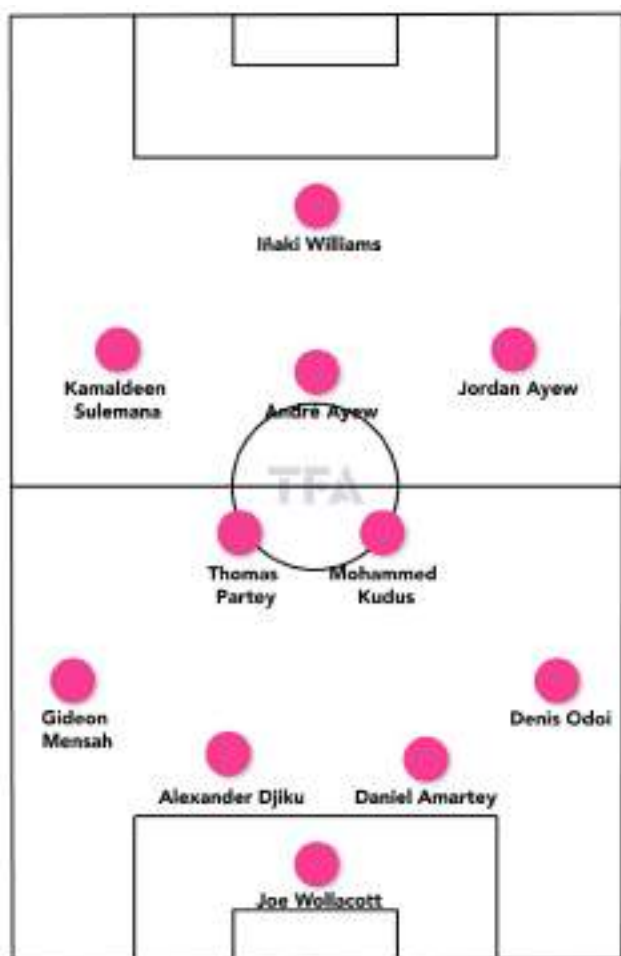 Iñaki Williams
Kamaldeen
Sulemana
André Ayew
Jordan Ayew
TFA
Thomas
Partey
Mohammed
Kudus
Gideon
Mensah
Denis Odoi
Alexander Djiku
Daniel Amartey
Joe Wollacott